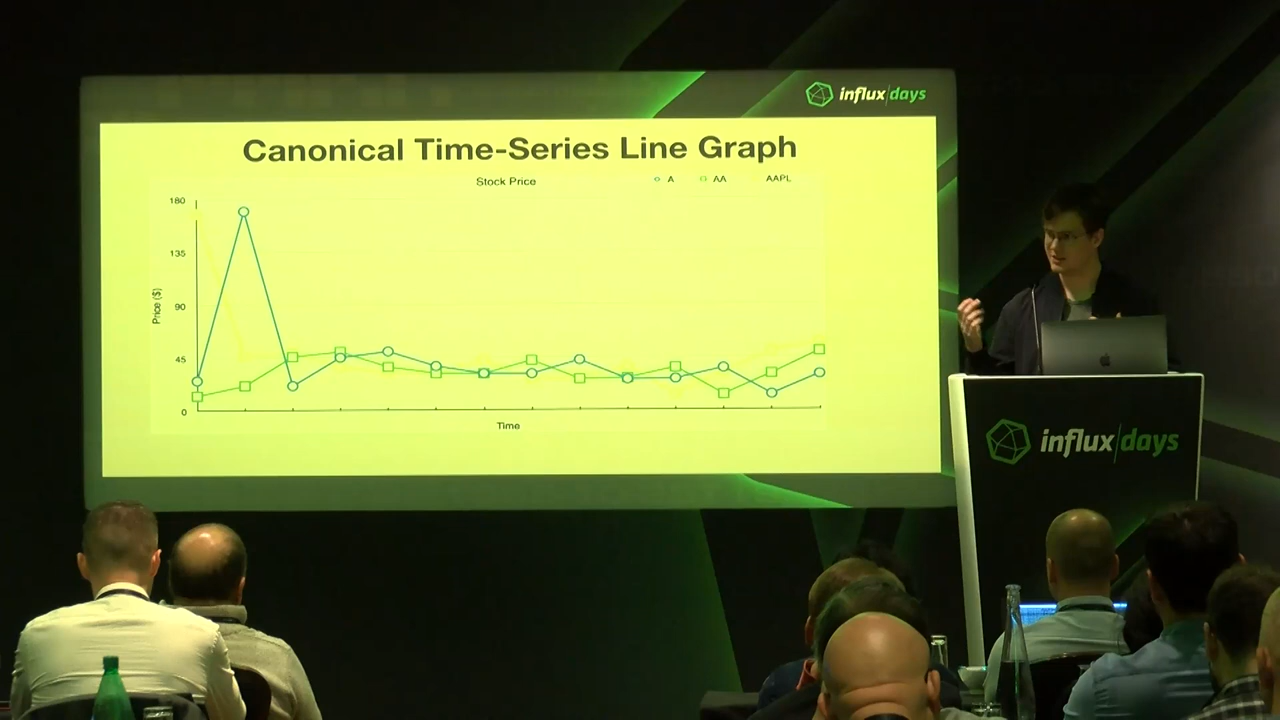 influx|days
Canonical Time-Series Line Graph
Stock Price
A
AA
AAPL
180
135
90
45
0
Price ($)
Time
influx|days